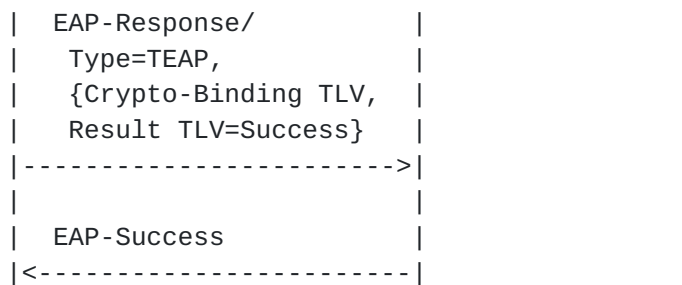 |  EAP-Response/          |
|   Type=TEAP,            |
|   {Crypto-Binding TLV,  |
|   Result TLV=Success}   |
|------------------------>|
|                         |
|  EAP-Success            |
|<------------------------|